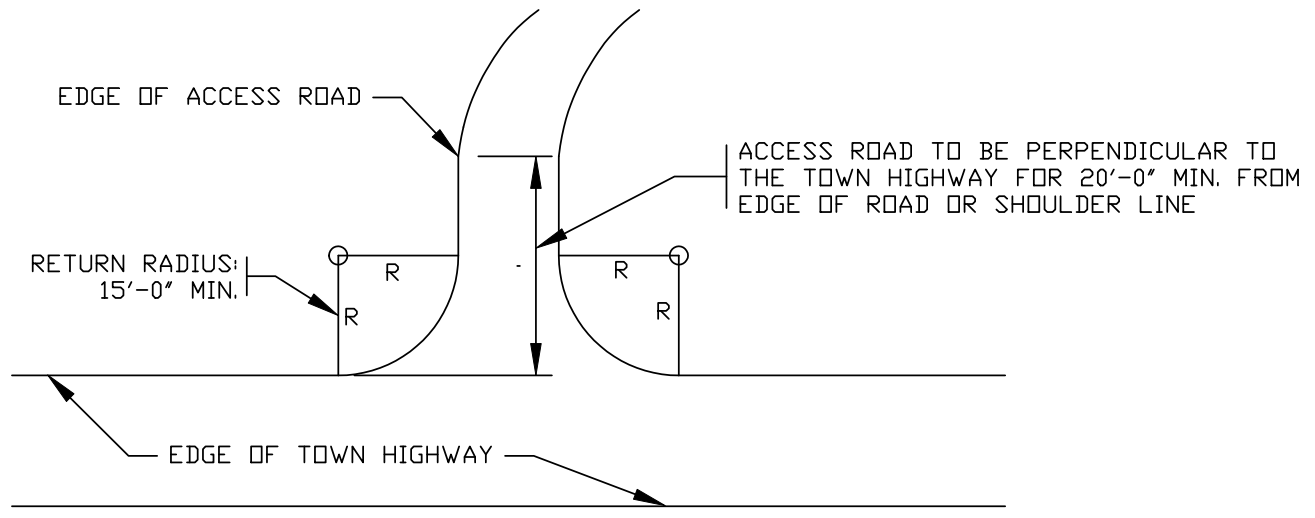 EDGE OF ACCESS ROAD
ACCESS ROAD TO BE PERPENDICULAR TO
THE TOWN HIGHWAY FOR 20'-0" MIN. FROM
EDGE OF ROAD OR SHOULDER LINE
RETURN RADIUS:
15'-0" MIN.
R
R
R
R
EDGE OF TOWN HIGHWAY